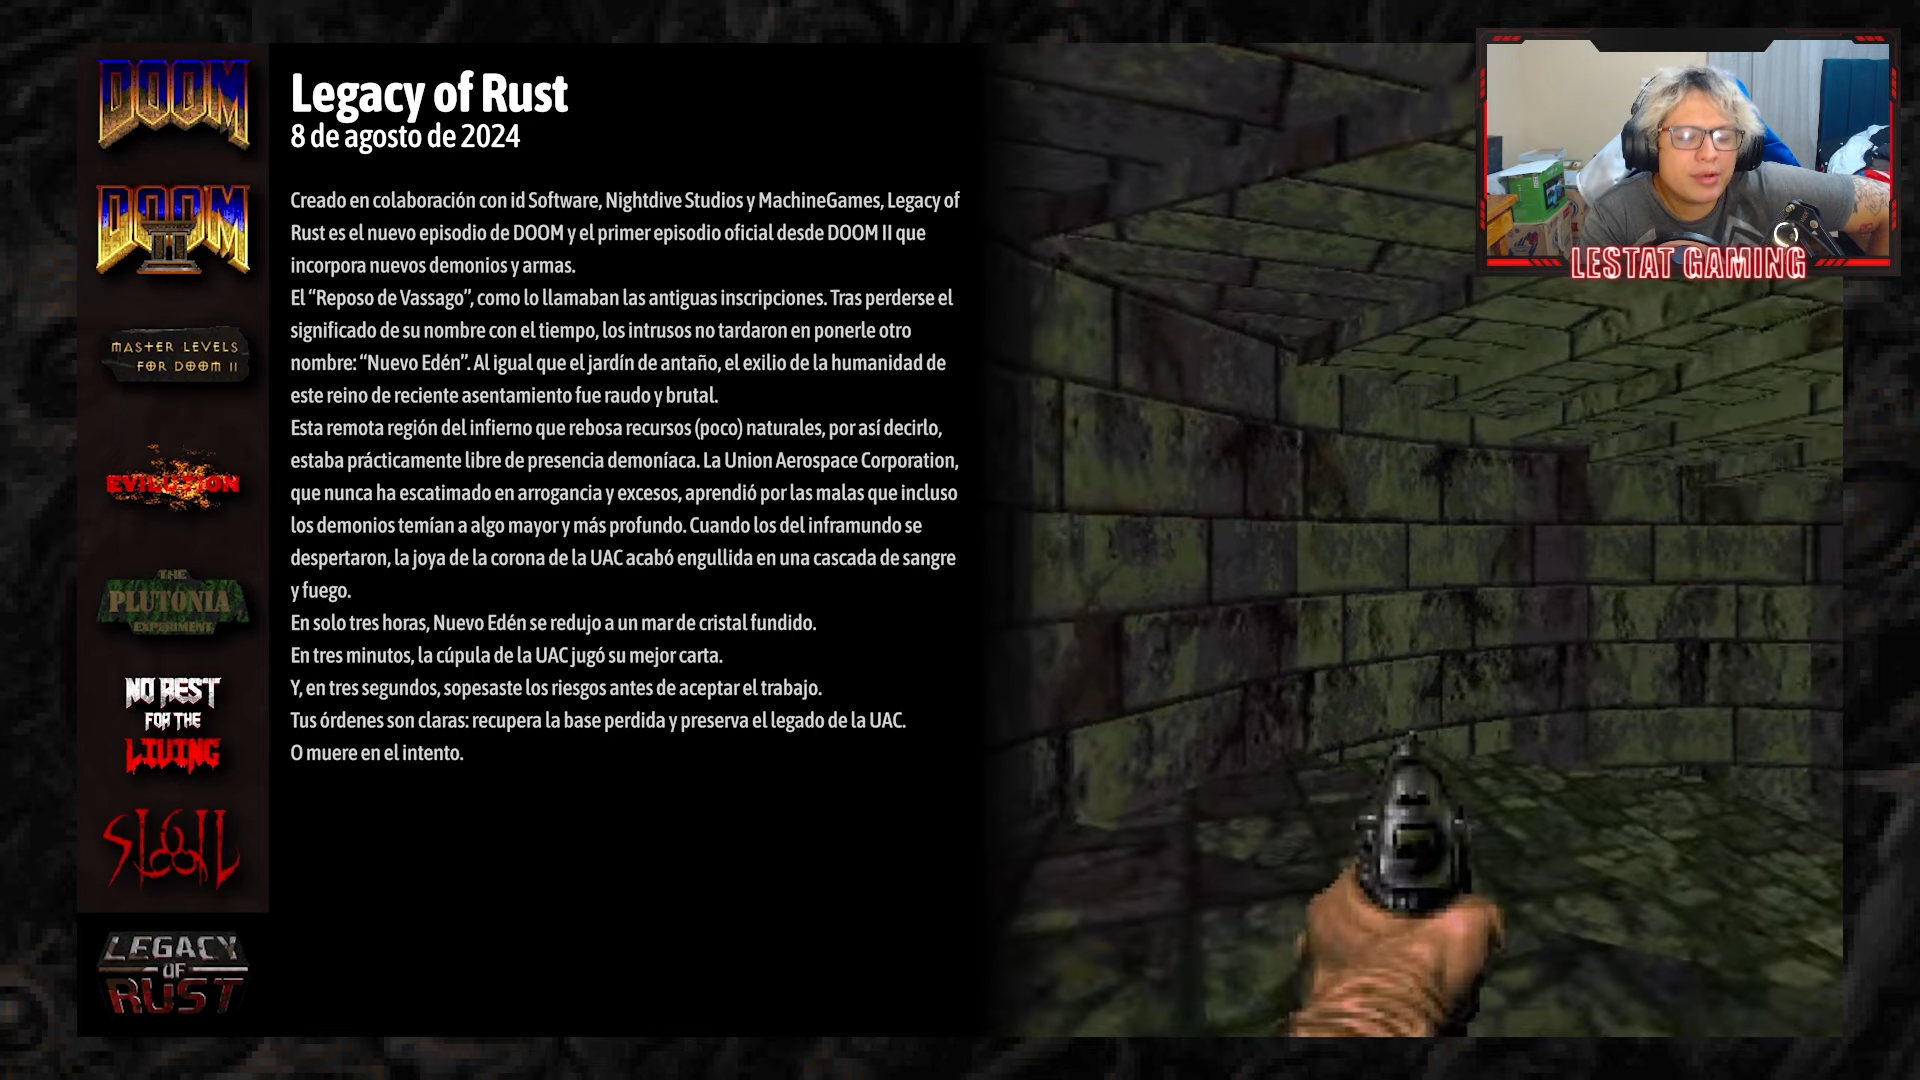 DOOM
DOOM
II
MASTER LEVELS
FOR DOOM II
EVILUTION
THE
PLUTONIA
EXPERIMENT
NO REST
FOR THE
LIVING
SIGIL
LEGACY
OF
RUST
Legacy of Rust
8 de agosto de 2024
Creado en colaboración con id Software, Nightdive Studios y MachineGames, Legacy of
Rust es el nuevo episodio de DOOM y el primer episodio oficial desde DOOM II que
incorpora nuevos demonios y armas.
El “Reposo de Vassago”, como lo llamaban las antiguas inscripciones. Tras perderse el
significado de su nombre con el tiempo, los intrusos no tardaron en ponerle otro
nombre: “Nuevo Edén”. Al igual que el jardín de antaño, el exilio de la humanidad de
este reino de reciente asentamiento fue raudo y brutal.
Esta remota región del infierno que rebosa recursos (poco) naturales, por así decirlo,
estaba prácticamente libre de presencia demoníaca. La Union Aerospace Corporation,
que nunca ha escatimado en arrogancia y excesos, aprendió por las malas que incluso
los demonios temían a algo mayor y más profundo. Cuando los del inframundo se
despertaron, la joya de la corona de la UAC acabó engullida en una cascada de sangre
y fuego.
En solo tres horas, Nuevo Edén se redujo a un mar de cristal fundido.
En tres minutos, la cúpula de la UAC jugó su mejor carta.
Y, en tres segundos, sopesaste los riesgos antes de aceptar el trabajo.
Tus órdenes son claras: recupera la base perdida y preserva el legado de la UAC.
O muere en el intento.
LESTAT GAMING